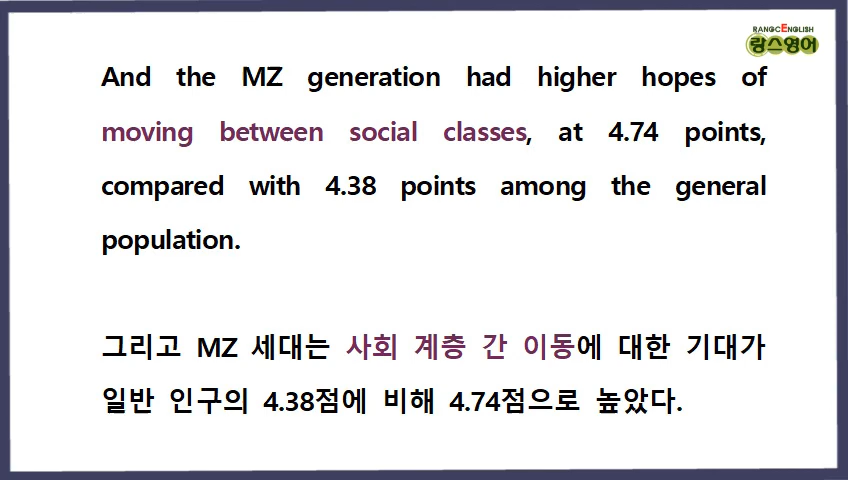 RANGCENGLISH
랑스영어
And the MZ generation had higher hopes of
moving between social classes, at 4.74 points,
compared with 4.38 points among the general
population.
그리고 MZ 세대는 사회 계층 간 이동에 대한 기대가
일반 인구의 4.38점에 비해 4.74점으로 높았다.